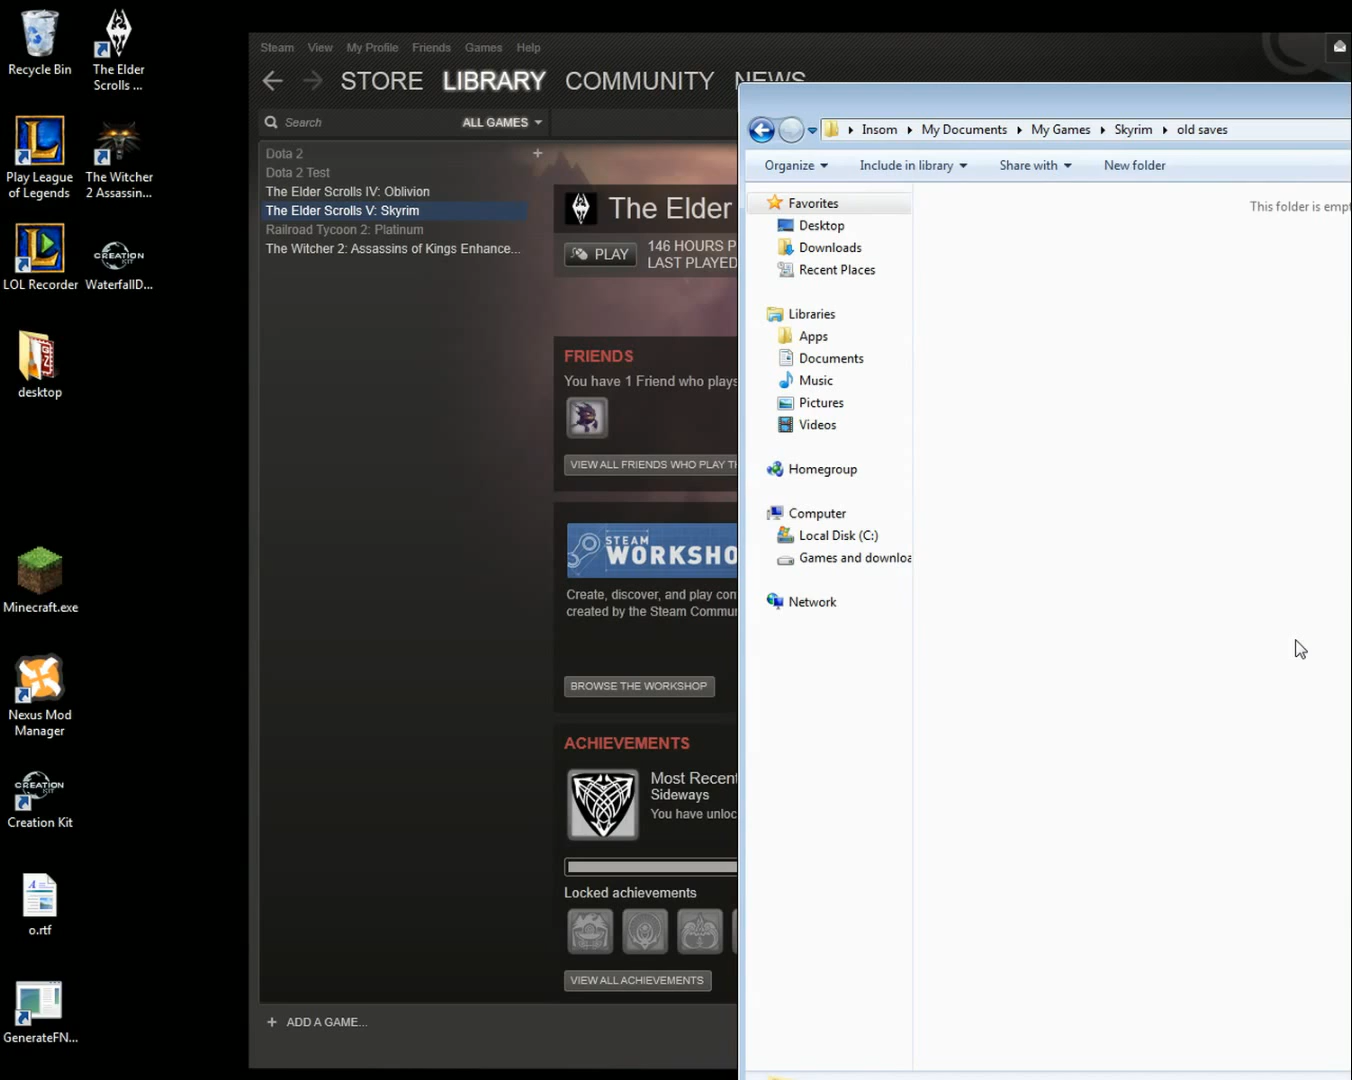 Recycle Bin
The Elder
Scrolls ...
Play League
of Legends
The Witcher
2 Assassin...
LOL Recorder
CREATION
WaterfallD...
desktop
Minecraft.exe
Nexus Mod
Manager
CREATION
KIT
Creation Kit
o.rtf
GenerateFN...
Steam View My Profile Friends Games Help
STORE LIBRARY COMMUNITY NEWS
Search ALL GAMES
Dota 2
Dota 2 Test
The Elder Scrolls IV: Oblivion
The Elder Scrolls V: Skyrim
Railroad Tycoon 2: Platinum
The Witcher 2: Assassins of Kings Enhance...
ADD A GAME...
The Elder
PLAY
146 HOURS P
LAST PLAYED
FRIENDS
You have 1 Friend who plays
VIEW ALL FRIENDS WHO PLAY TH
STEAM
WORKSHO
Create, discover, and play con
created by the Steam Commu
BROWSE THE WORKSHOP
ACHIEVEMENTS
Most Recent
Sideways
You have unloc
Locked achievements
VIEW ALL ACHIEVEMENTS
Insom My Documents My Games Skyrim old saves
Organize Include in library Share with New folder
Favorites
Desktop
Downloads
Recent Places
Libraries
Apps
Documents
Music
Pictures
Videos
Homegroup
Computer
Local Disk (C:)
Games and downloa
Network
This folder is empt